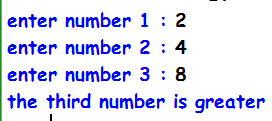 enter number 1 : 2
enter number 2 : 4
enter number 3 : 8
the third number is greater